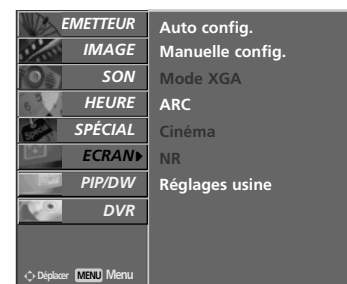 EMETTEUR
IMAGE
SON
HEURE
SPÉCIAL
ECRAN
PIP/DW
DVR
Déplacer MENU Menu
Auto config.
Manuelle config.
Mode XGA
ARC
Cinéma
NR
Réglages usine